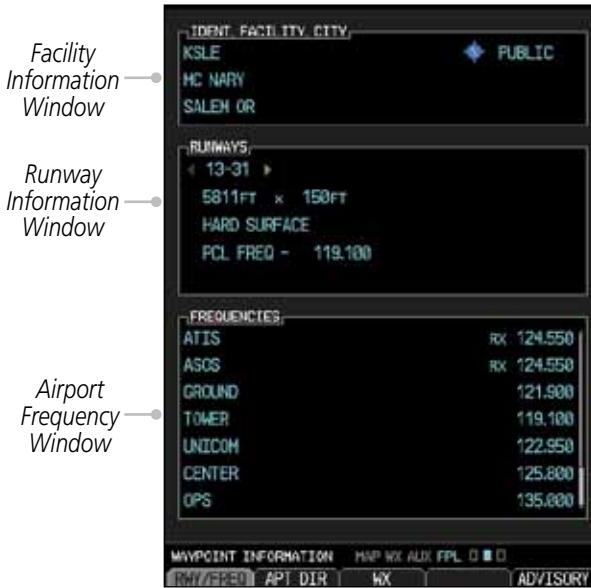 Facility
Information
Window
IDENT, FACILITY, CITY
KSLE PUBLIC
MC NARY
SALEM OR
Runway
Information
Window
RUNWAYS
13-31
5811FT × 150FT
HARD SURFACE
PCL FREQ - 119.100
Airport
Frequency
Window
FREQUENCIES
ATIS RX 124.550
ASOS RX 124.550
GROUND 121.900
TOWER 119.100
UNICOM 122.950
CENTER 125.800
OPS 135.000
WAYPOINT INFORMATION MAP WX AUX FPL
RWY/FREQ APT DIR WX ADVISORY